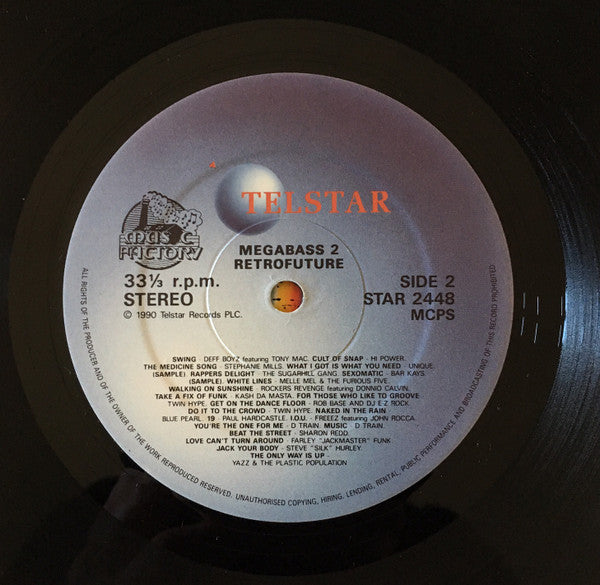 TELSTAR
MUSIC
FACTORY
MEGABASS 2
RETROFUTURE
33⅓ r.p.m.
STEREO
℗ 1990 Telstar Records PLC.
SIDE 2
STAR 2448
MCPS
SWING - DEFF BOYZ featuring TONY MAC. CULT OF SNAP - HI POWER.
THE MEDICINE SONG - STEPHANIE MILLS. WHAT I GOT IS WHAT YOU NEED - UNIQUE.
(SAMPLE). RAPPERS DELIGHT - THE SUGARHILL GANG. SEXOMATIC - BAR KAYS.
(SAMPLE). WHITE LINES - MELLE MEL & THE FURIOUS FIVE.
WALKING ON SUNSHINE - ROCKERS REVENGE featuring DONNIO CALVIN.
TAKE A FIX OF FUNK - KASH DA MASTA. FOR THOSE WHO LIKE TO GROOVE
TWIN HYPE. GET ON THE DANCE FLOOR - ROB BASE AND DJ E Z ROCK.
DO IT TO THE CROWD - TWIN HYPE. NAKED IN THE RAIN
BLUE PEARL. 19 - PAUL HARDCASTLE. I.O.U. - FREEEZ featuring JOHN ROCCA.
YOU'RE THE ONE FOR ME - D TRAIN. MUSIC - D TRAIN.
BEAT THE STREET - SHARON REDD.
LOVE CAN'T TURN AROUND - FARLEY "JACKMASTER" FUNK
JACK YOUR BODY - STEVE "SILK" HURLEY.
THE ONLY WAY IS UP -
YAZZ & THE PLASTIC POPULATION
ALL RIGHTS OF THE PRODUCER AND OF THE OWNER OF THE WORK REPRODUCED RESERVED. UNAUTHORISED COPYING, HIRING, LENDING, RENTAL, PUBLIC PERFORMANCE AND BROADCASTING OF THIS RECORD PROHIBITED